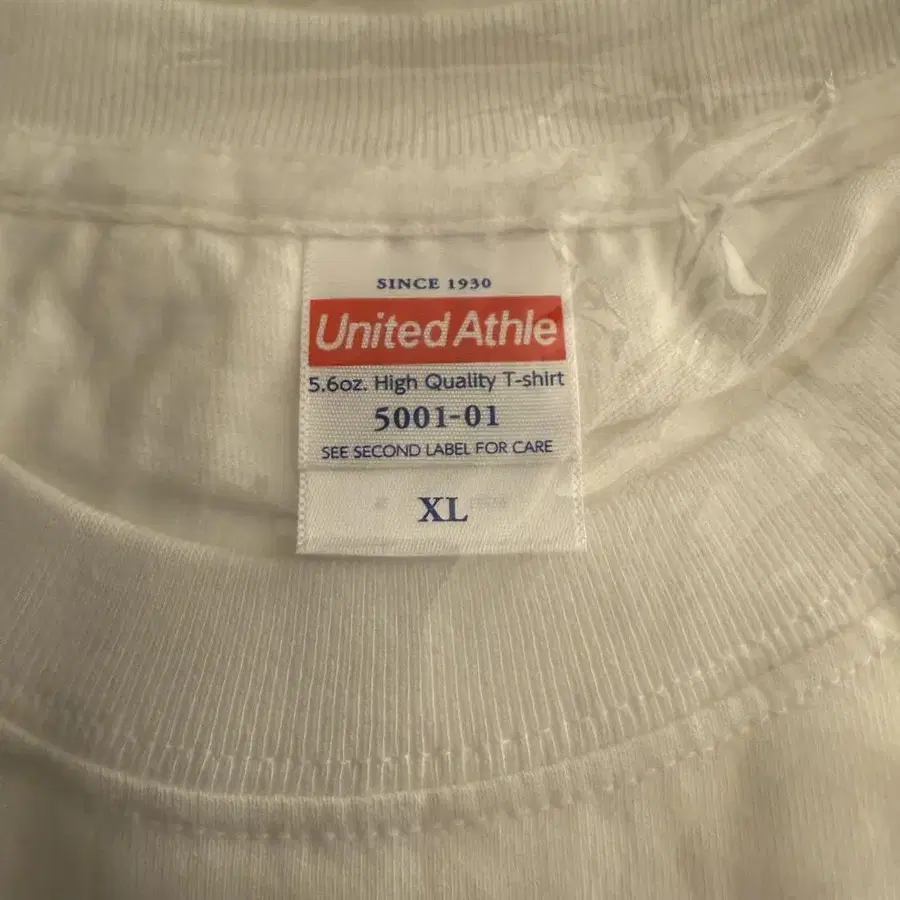 SINCE 1930
United Athle
5.6oz. High Quality T-shirt
5001-01
SEE SECOND LABEL FOR CARE
XL